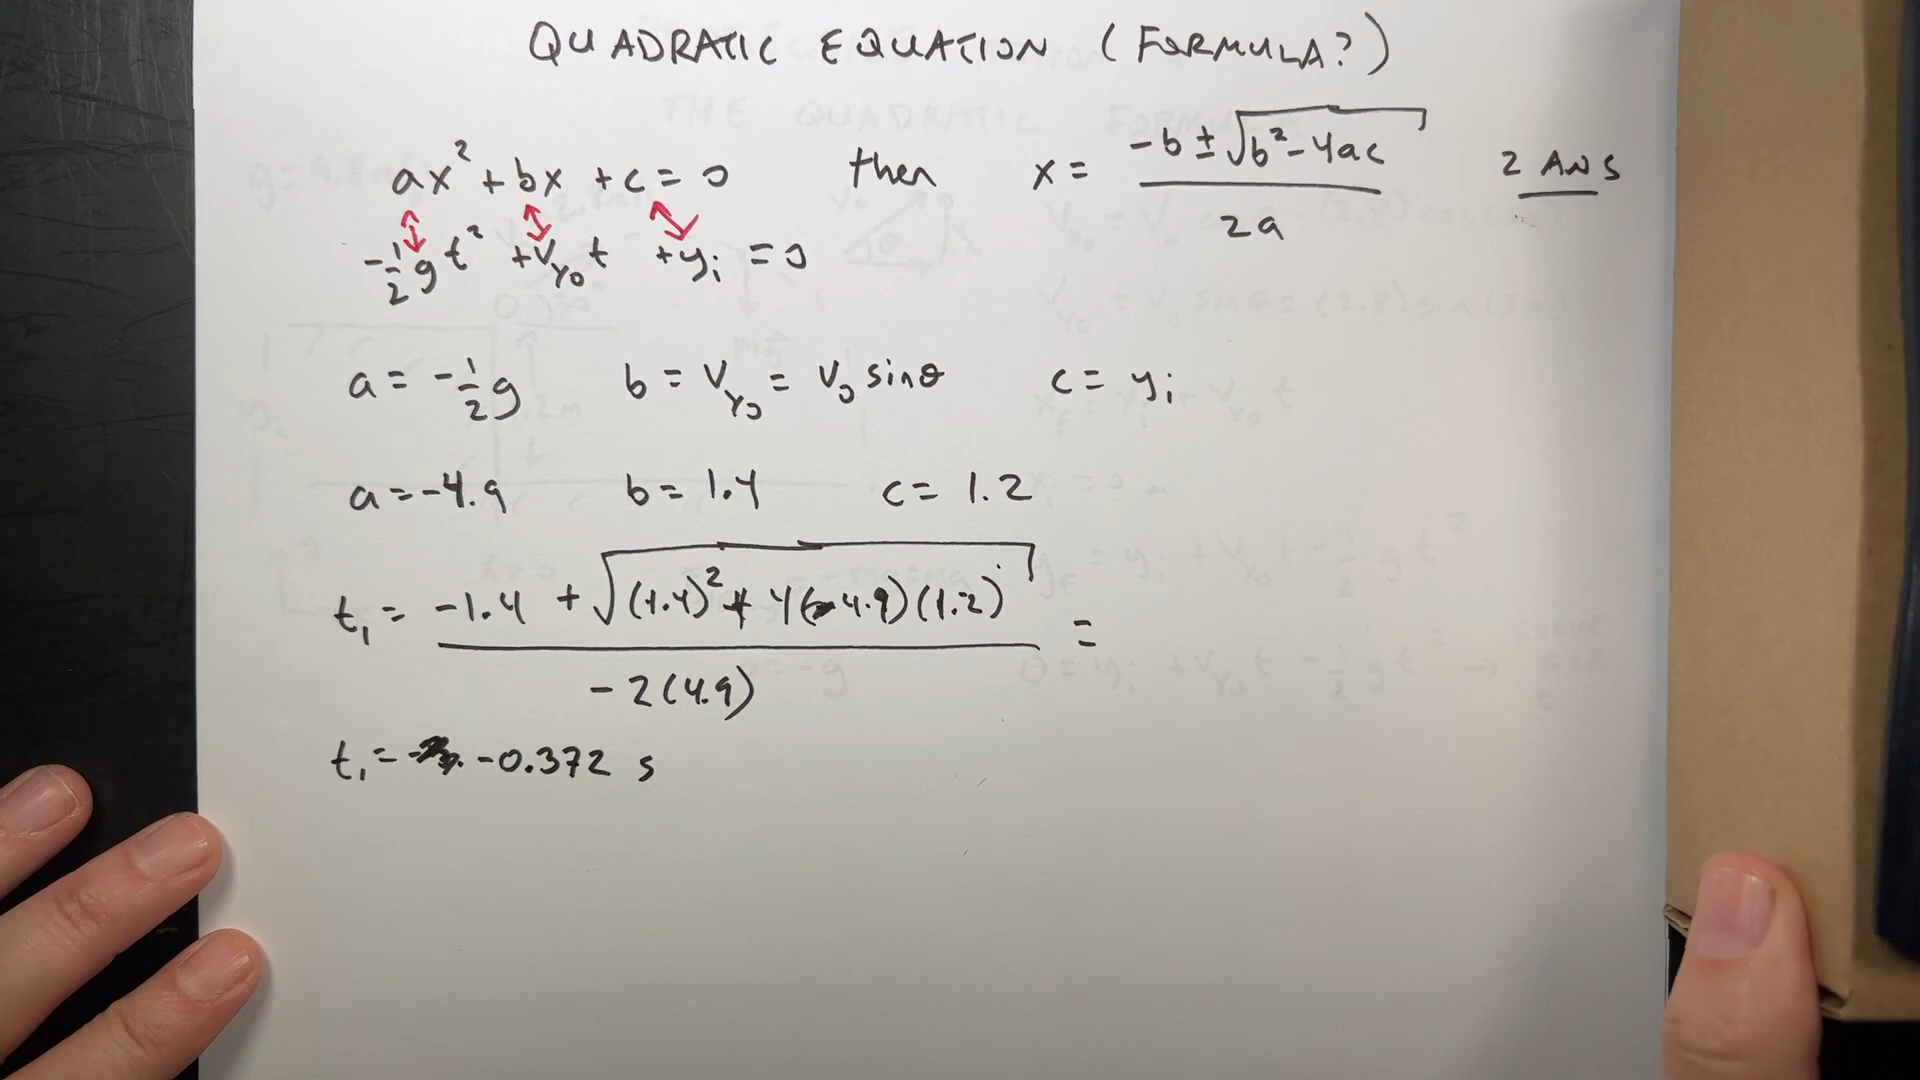 QUADRATIC EQUATION (FORMULA?)
ax² + bx + c = 0 then x = (-b ± √(b² - 4ac)) / 2a 2 ANS
-½gt² + v_y0 t + y_i = 0
a = -½g b = v_y0 = v_0 sinθ c = y_i
a = -4.9 b = 1.4 c = 1.2
t_1 = (-1.4 + √((1.4)² + 4(4.9)(1.2))) / -2(4.9) =
t_1 = -0.372 s